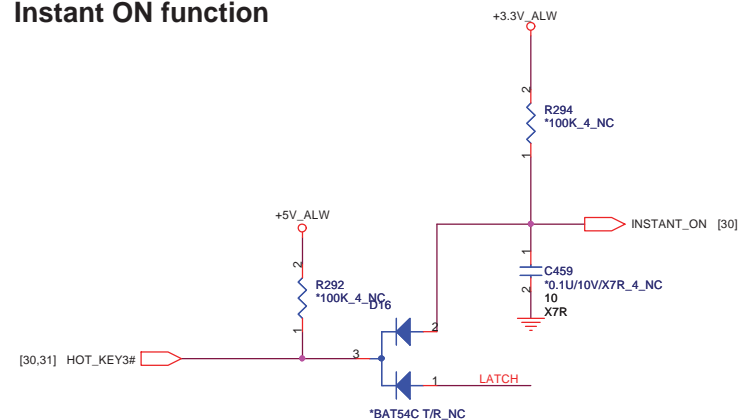 Instant ON function
+3.3V_ALW
2
R294
*100K_4_NC
1
INSTANT_ON [30]
+5V_ALW
2
R292
*100K_4_NC
1
1
C459
*0.1U/10V/X7R_4_NC
2
10
X7R
D16
2
[30,31] HOT_KEY3#
3
1
LATCH
*BAT54C T/R_NC